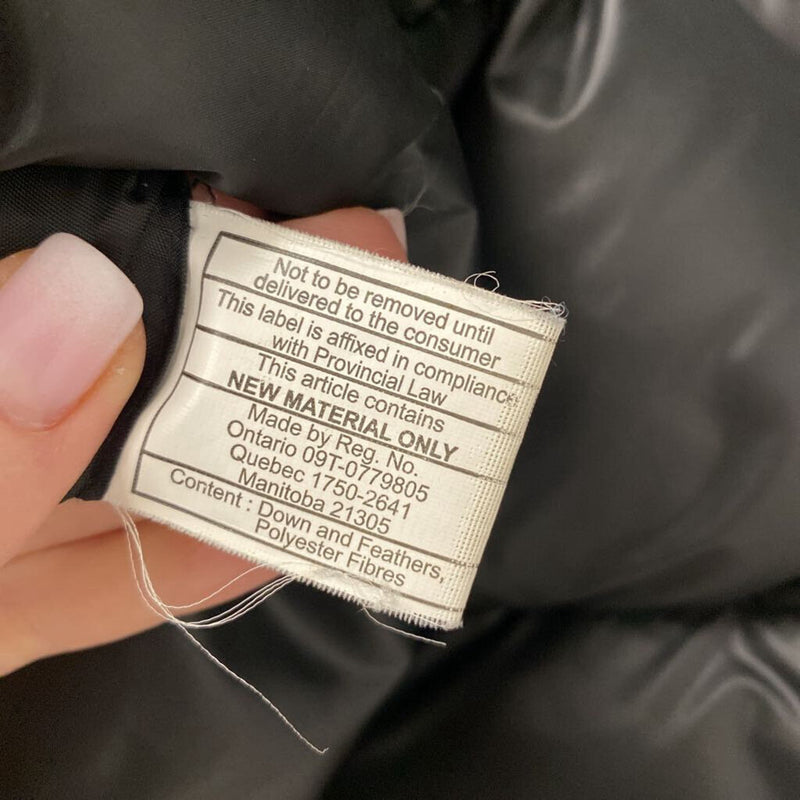 Not to be removed until
delivered to the consumer
This label is affixed in compliance
with Provincial Law
This article contains
NEW MATERIAL ONLY
Made by Reg. No.
Ontario 09T-0779805
Quebec 1750-2641
Manitoba 21305
Content : Down and Feathers,
Polyester Fibres